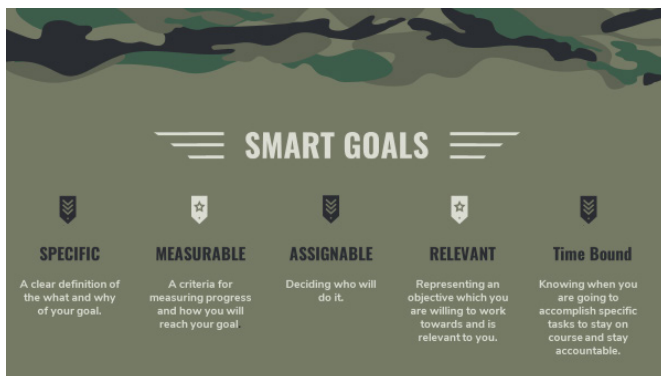 SMART GOALS
SPECIFIC
A clear definition of
the what and why
of your goal.
MEASURABLE
A criteria for
measuring progress
and how you will
reach your goal.
ASSIGNABLE
Deciding who will
do it.
RELEVANT
Representing an
objective which you
are willing to work
towards and is
relevant to you.
Time Bound
Knowing when you
are going to
accomplish specific
tasks to stay on
course and stay
accountable.